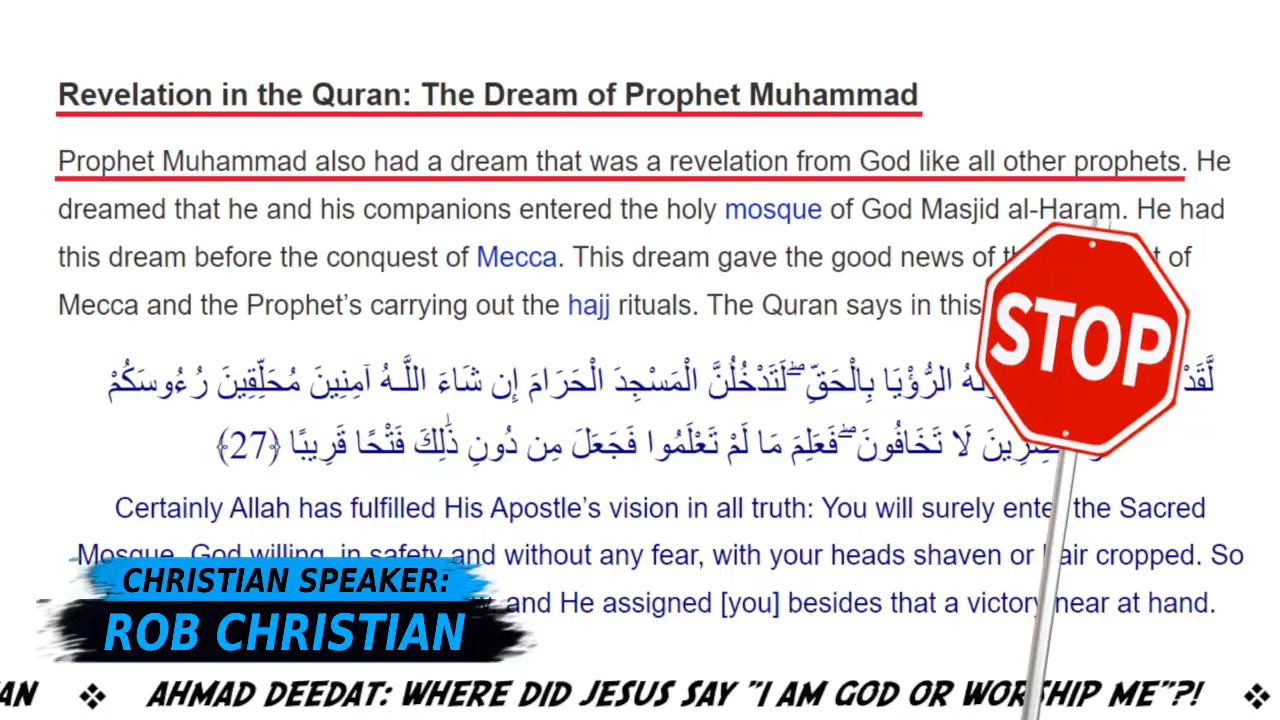 Revelation in the Quran: The Dream of Prophet Muhammad
Prophet Muhammad also had a dream that was a revelation from God like all other prophets. He
dreamed that he and his companions entered the holy mosque of God Masjid al-Haram. He had
this dream before the conquest of Mecca. This dream gave the good news of of
Mecca and the Prophet's carrying out the hajj rituals. The Quran says in this
الرُّؤْيَا بِالْحَقِّ ۖ لَتَدْخُلُنَّ الْمَسْجِدَ الْحَرَامَ إِن شَاءَ اللَّـهُ آمِنِينَ مُحَلِّقِينَ رُءُوسَكُمْ
لَا تَخَافُونَ ۖ فَعَلِمَ مَا لَمْ تَعْلَمُوا فَجَعَلَ مِن دُونِ ذَٰلِكَ فَتْحًا قَرِيبًا ﴿27﴾
STOP
Certainly Allah has fulfilled His Apostle's vision in all truth: You will surely the Sacred
Mosque, God willing, in safety and without any fear, with your heads shaven or cropped. So
and He assigned [you] besides that a victory near at hand.
CHRISTIAN SPEAKER:
ROB CHRISTIAN
❖ AHMAD DEEDAT: WHERE DID JESUS SAY "I AM GOD OR WORSHIP ME"?! ❖